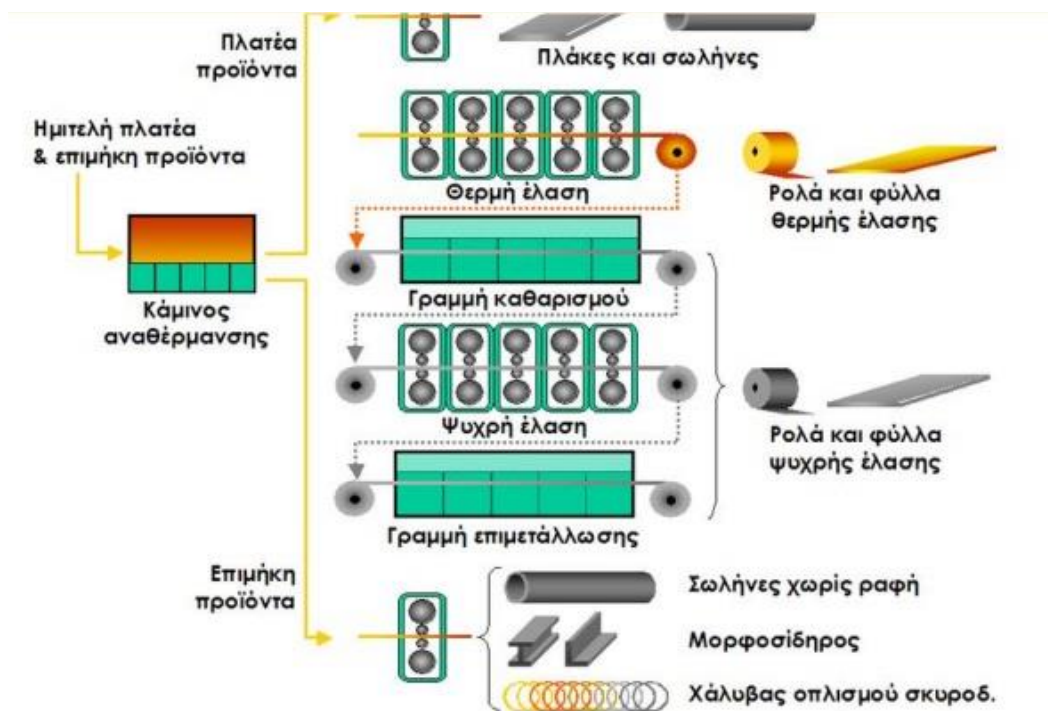 Πλατέα
προϊόντα
Πλάκες και σωλήνες
Ημιτελή πλατέα
& επιμήκη προϊόντα
Θερμή έλαση
Ρολά και φύλλα
θερμής έλασης
Κάμινος
αναθέρμανσης
Γραμμή καθαρισμού
Ψυχρή έλαση
Ρολά και φύλλα
ψυχρής έλασης
Γραμμή επιμετάλλωσης
Επιμήκη
προϊόντα
Σωλήνες χωρίς ραφή
Μορφοσίδηρος
Χάλυβας οπλισμού σκυροδ.